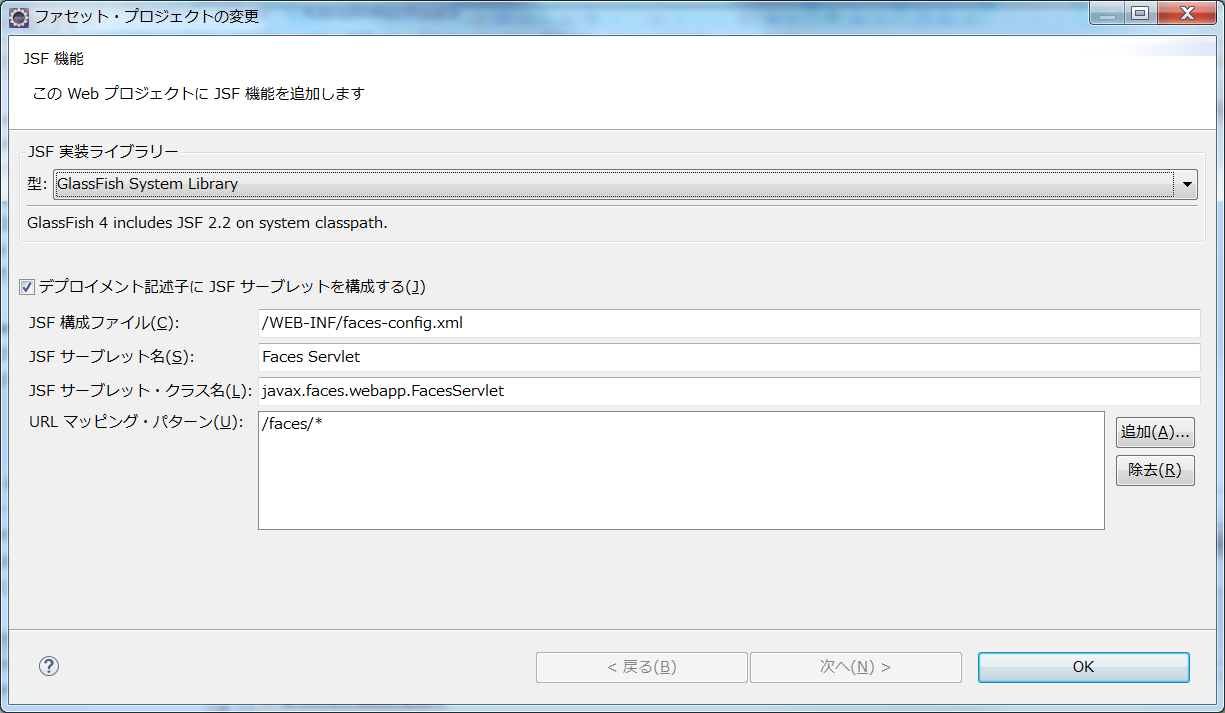 ファセット・プロジェクトの変更
JSF 機能
この Web プロジェクトに JSF 機能を追加します
JSF 実装ライブラリー
型: GlassFish System Library
GlassFish 4 includes JSF 2.2 on system classpath.
デプロイメント記述子に JSF サーブレットを構成する(J)
JSF 構成ファイル(C): /WEB-INF/faces-config.xml
JSF サーブレット名(S): Faces Servlet
JSF サーブレット・クラス名(L): javax.faces.webapp.FacesServlet
URL マッピング・パターン(U): /faces/*
追加(A)...
除去(R)
?
< 戻る(B) 次へ(N) > OK